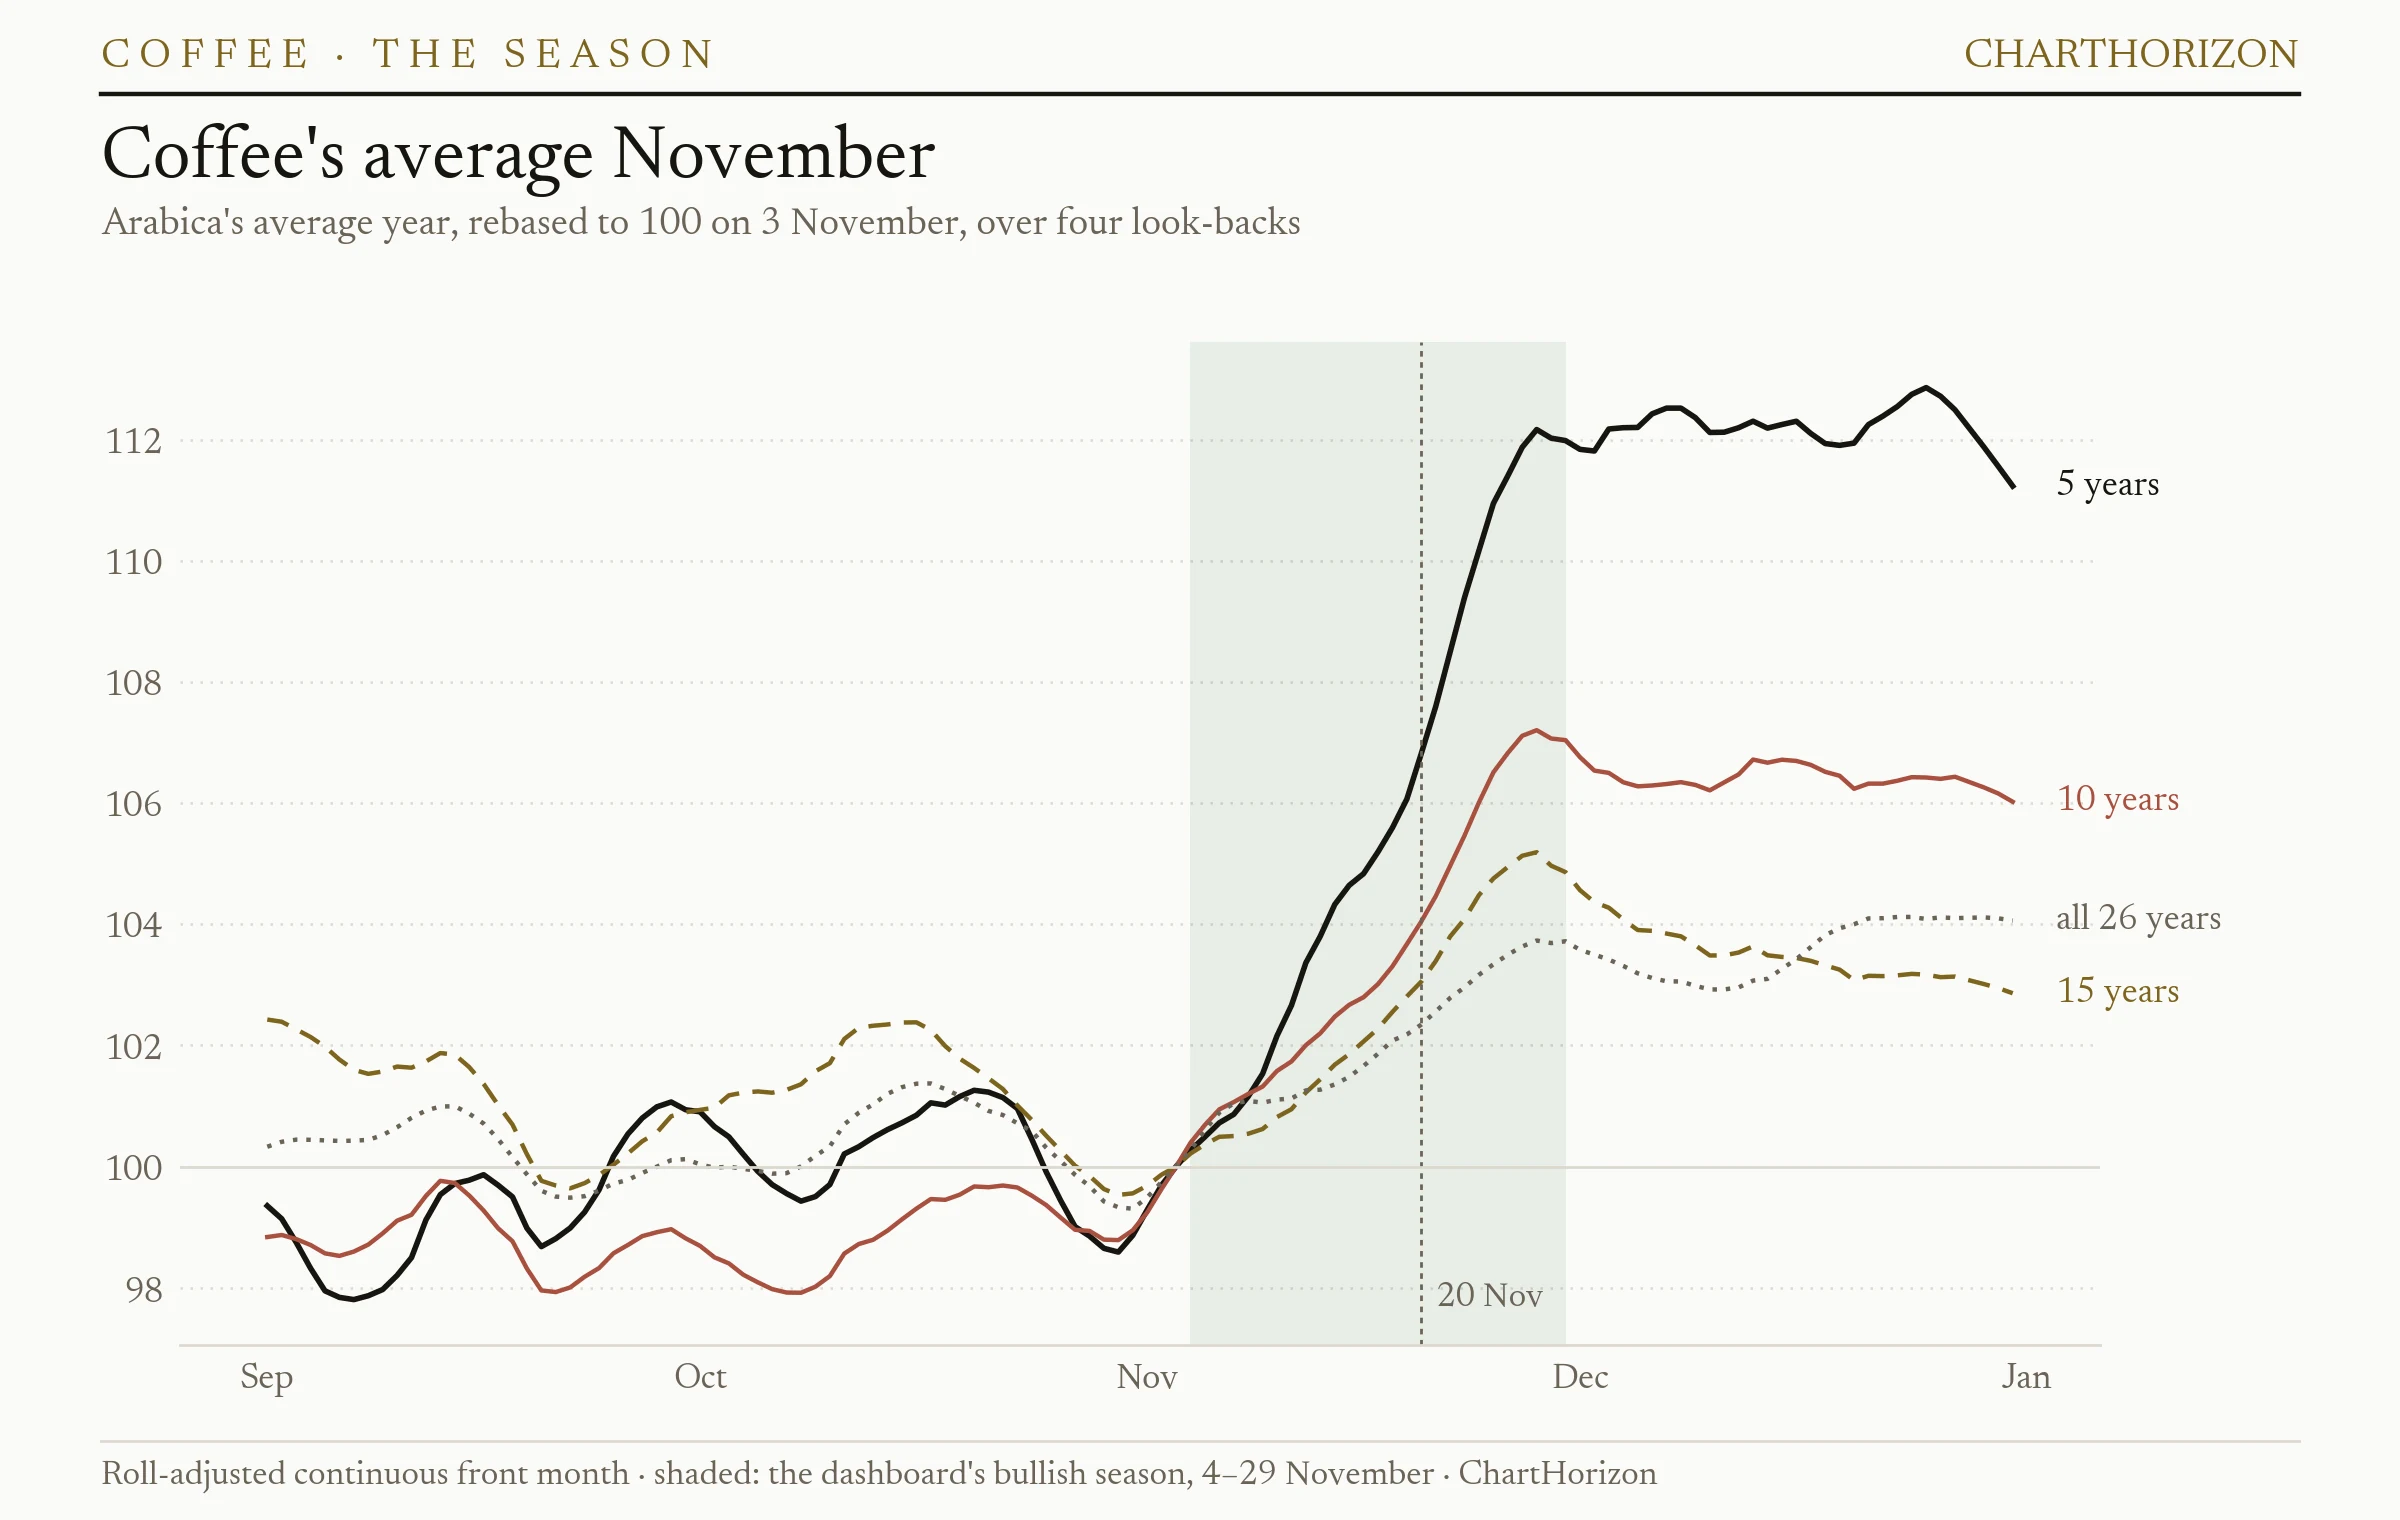 COFFEE · THE SEASON
CHARTHORIZON
Coffee's average November
Arabica's average year, rebased to 100 on 3 November, over four look-backs
112
110
108
106
104
102
100
98
5 years
10 years
all 26 years
15 years
20 Nov
Sep Oct Nov Dec Jan
Roll-adjusted continuous front month · shaded: the dashboard's bullish season, 4–29 November · ChartHorizon